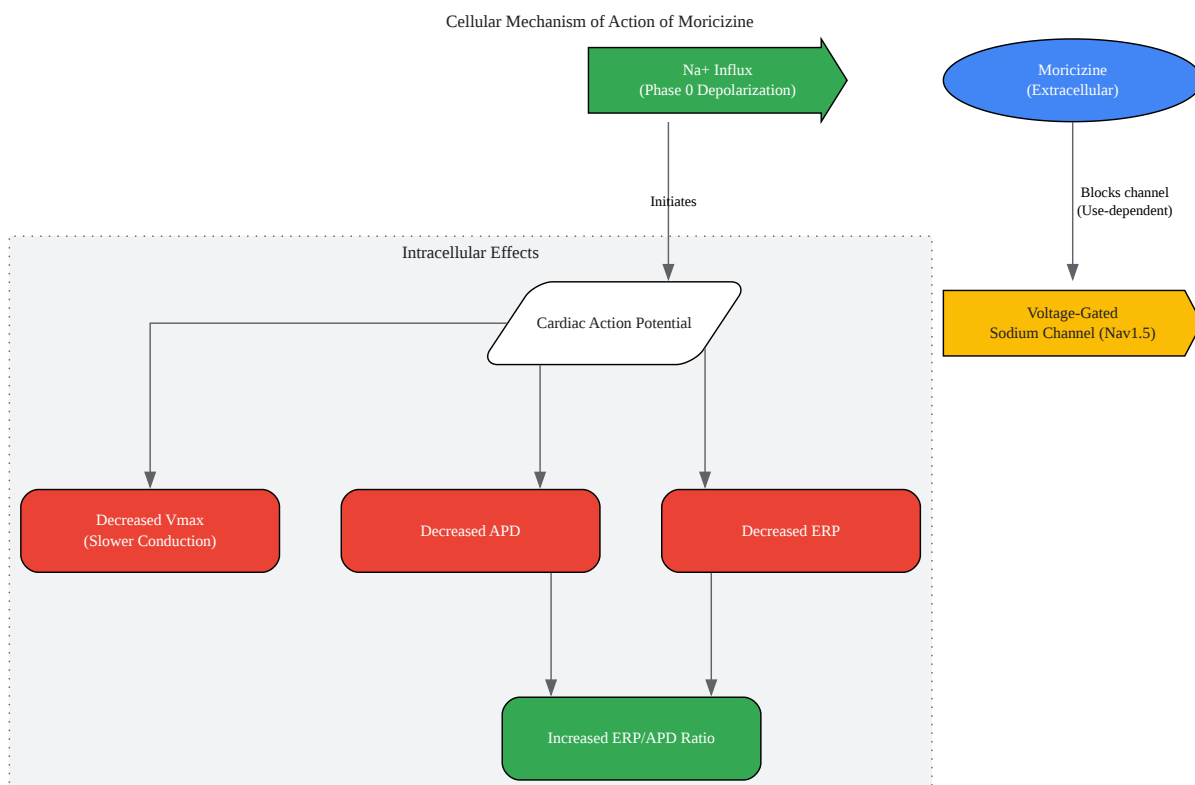 Cellular Mechanism of Action of Moricizine
Na+ Influx
(Phase 0 Depolarization)
Moricizine
(Extracellular)
Initiates
Blocks channel
(Use-dependent)
Intracellular Effects
Cardiac Action Potential
Voltage-Gated
Sodium Channel (Nav1.5)
Decreased Vmax
(Slower Conduction)
Decreased APD
Decreased ERP
Increased ERP/APD Ratio